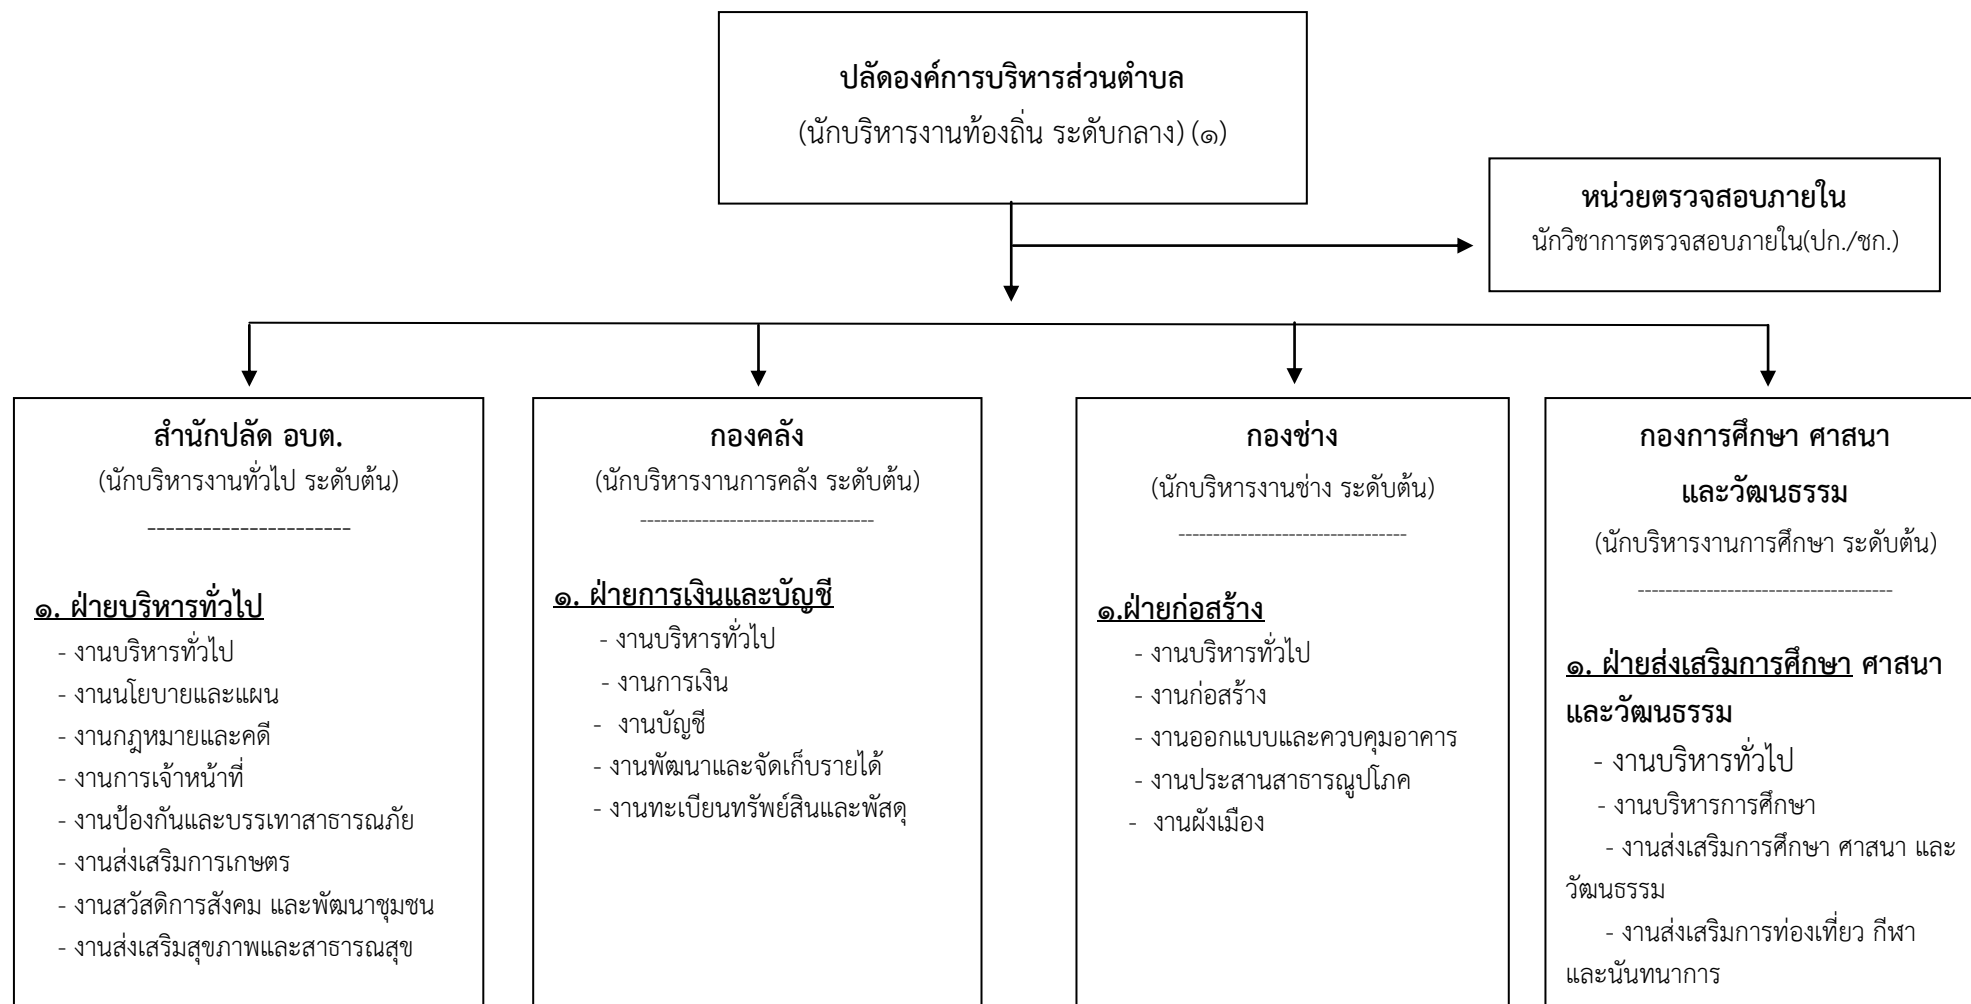 ปลัดองค์การบริหารส่วนตำบล
(นักบริหารงานท้องถิ่น ระดับกลาง) (๑)
หน่วยตรวจสอบภายใน
นักวิชาการตรวจสอบภายใน(ปก./ชก.)
สำนักปลัด อบต.
(นักบริหารงานทั่วไป ระดับต้น)
----------------------
๑. ฝ่ายบริหารทั่วไป
- งานบริหารทั่วไป
- งานนโยบายและแผน
- งานกฎหมายและคดี
- งานการเจ้าหน้าที่
- งานป้องกันและบรรเทาสาธารณภัย
- งานส่งเสริมการเกษตร
- งานสวัสดิการสังคม และพัฒนาชุมชน
- งานส่งเสริมสุขภาพและสาธารณสุข
กองคลัง
(นักบริหารงานการคลัง ระดับต้น)
----------------------------------
๑. ฝ่ายการเงินและบัญชี
- งานบริหารทั่วไป
- งานการเงิน
- งานบัญชี
- งานพัฒนาและจัดเก็บรายได้
- งานทะเบียนทรัพย์สินและพัสดุ
กองช่าง
(นักบริหารงานช่าง ระดับต้น)
---------------------------------
๑.ฝ่ายก่อสร้าง
- งานบริหารทั่วไป
- งานก่อสร้าง
- งานออกแบบและควบคุมอาคาร
- งานประสานสาธารณูปโภค
- งานผังเมือง
กองการศึกษา ศาสนา
และวัฒนธรรม
(นักบริหารงานการศึกษา ระดับต้น)
-------------------------------------
๑. ฝ่ายส่งเสริมการศึกษา ศาสนา
และวัฒนธรรม
- งานบริหารทั่วไป
- งานบริหารการศึกษา
- งานส่งเสริมการศึกษา ศาสนา และ
วัฒนธรรม
- งานส่งเสริมการท่องเที่ยว กีฬา
และนันทนาการ